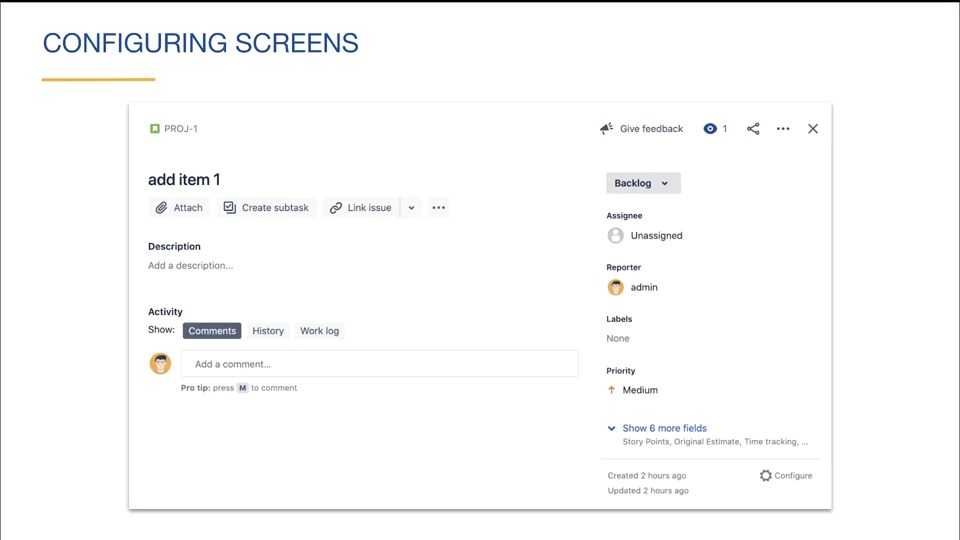 CONFIGURING SCREENS
PROJ-1
Give feedback
1
add item 1
Attach
Create subtask
Link issue
Description
Add a description...
Activity
Show:
Comments
History
Work log
Add a comment...
Pro tip: press M to comment
Backlog
Assignee
Unassigned
Reporter
admin
Labels
None
Priority
Medium
Show 6 more fields
Story Points, Original Estimate, Time tracking, ...
Created 2 hours ago
Configure
Updated 2 hours ago